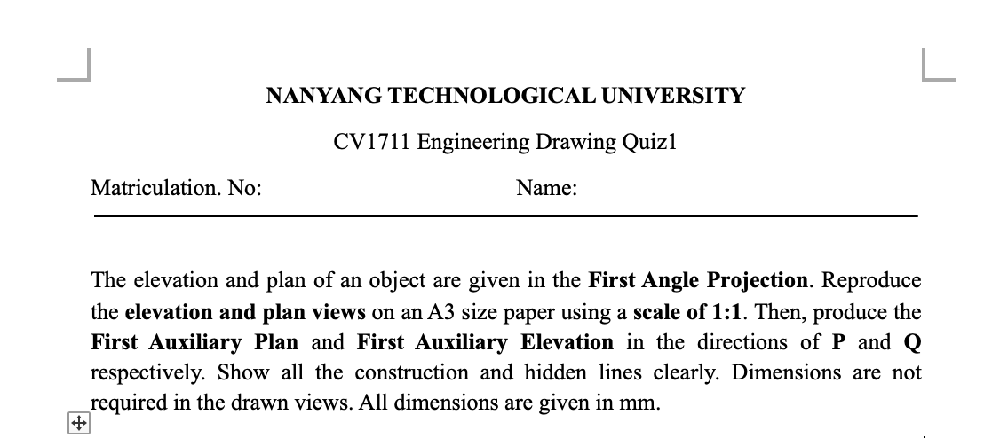 NANYANG TECHNOLOGICAL UNIVERSITY
CV1711 Engineering Drawing Quiz1
Matriculation. No: Name:
The elevation and plan of an object are given in the First Angle Projection. Reproduce
the elevation and plan views on an A3 size paper using a scale of 1:1. Then, produce the
First Auxiliary Plan and First Auxiliary Elevation in the directions of P and Q
respectively. Show all the construction and hidden lines clearly. Dimensions are not
required in the drawn views. All dimensions are given in mm.